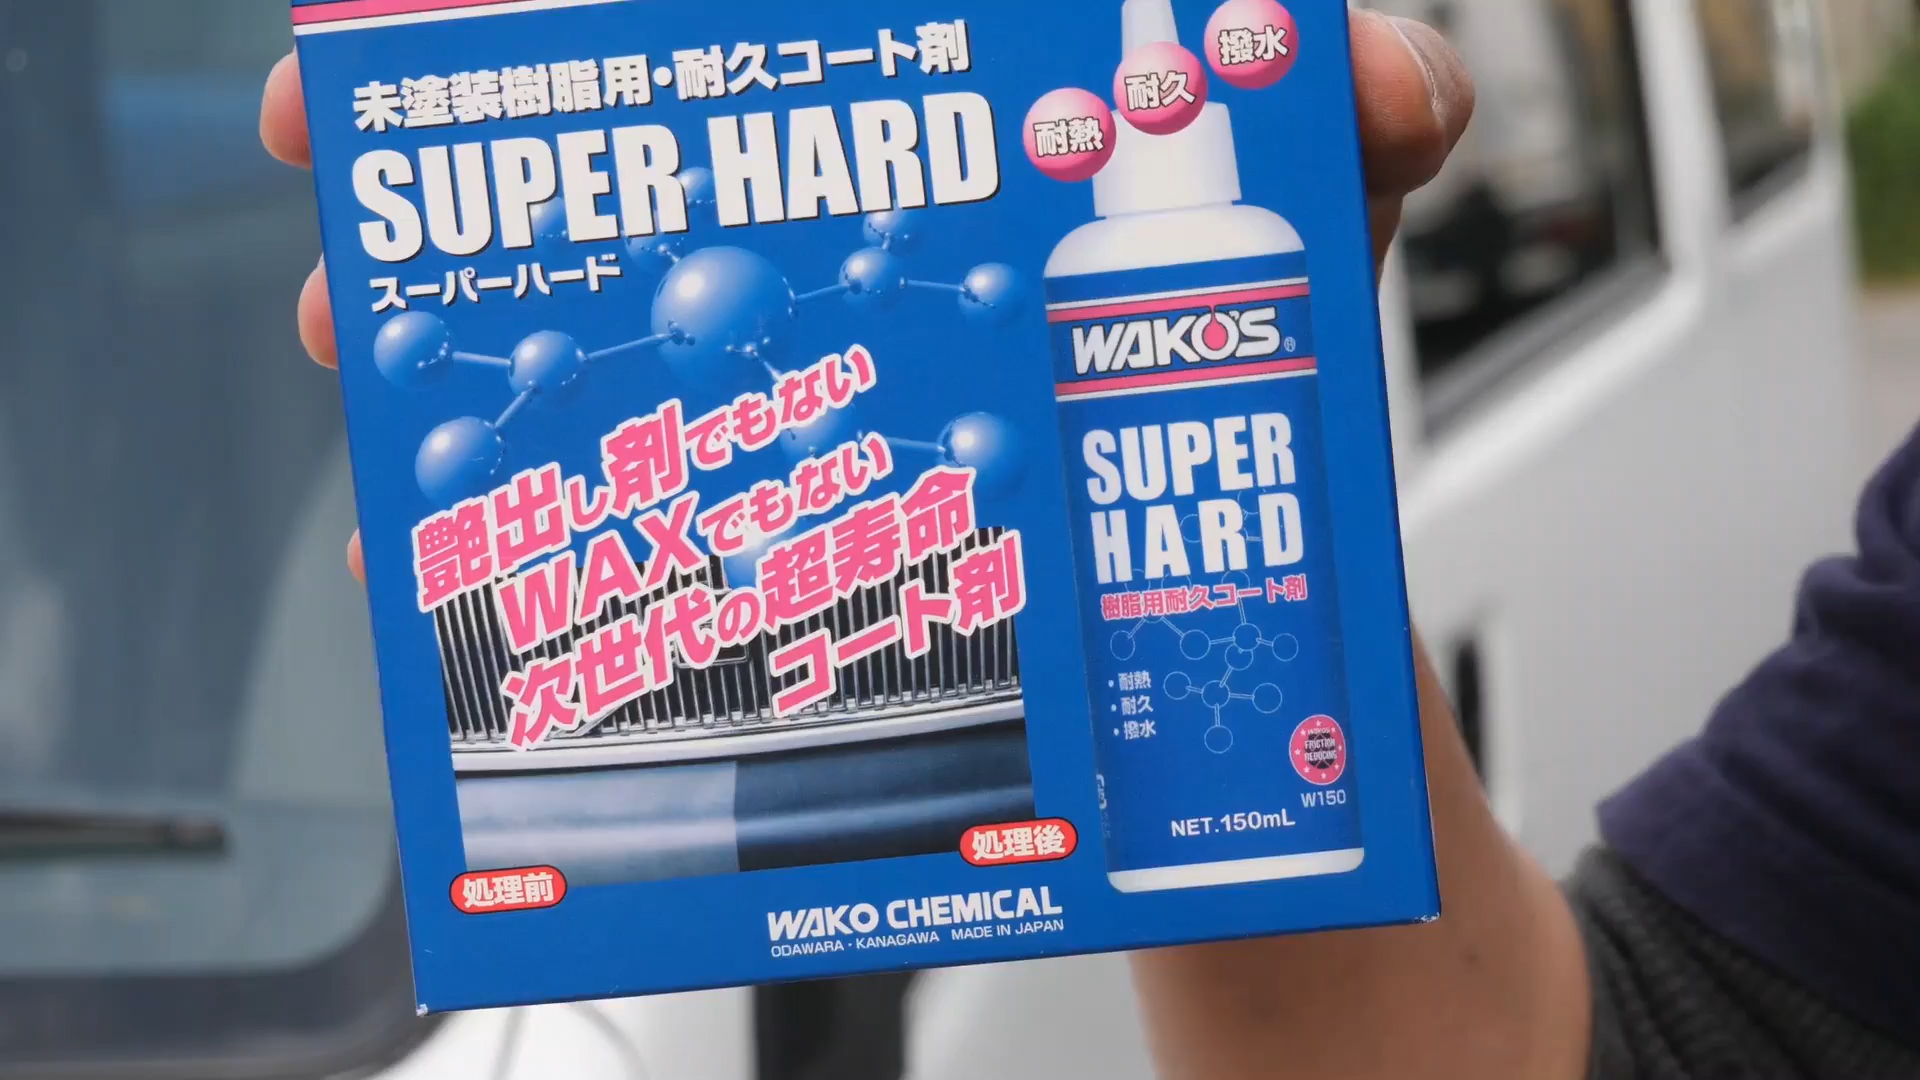 未塗装樹脂用・耐久コート剤
SUPER HARD
スーパーハード
耐熱
耐久
撥水
艶出し剤でもない
WAXでもない
次世代の超寿命
コート剤
処理前
処理後
WAKO CHEMICAL
ODAWARA・KANAGAWA MADE IN JAPAN
WAKO'S®
SUPER
HARD
樹脂用耐久コート剤
・耐熱
・耐久
・撥水
WAKOS
FRICTION
REDUCING
W150
NET.150mL